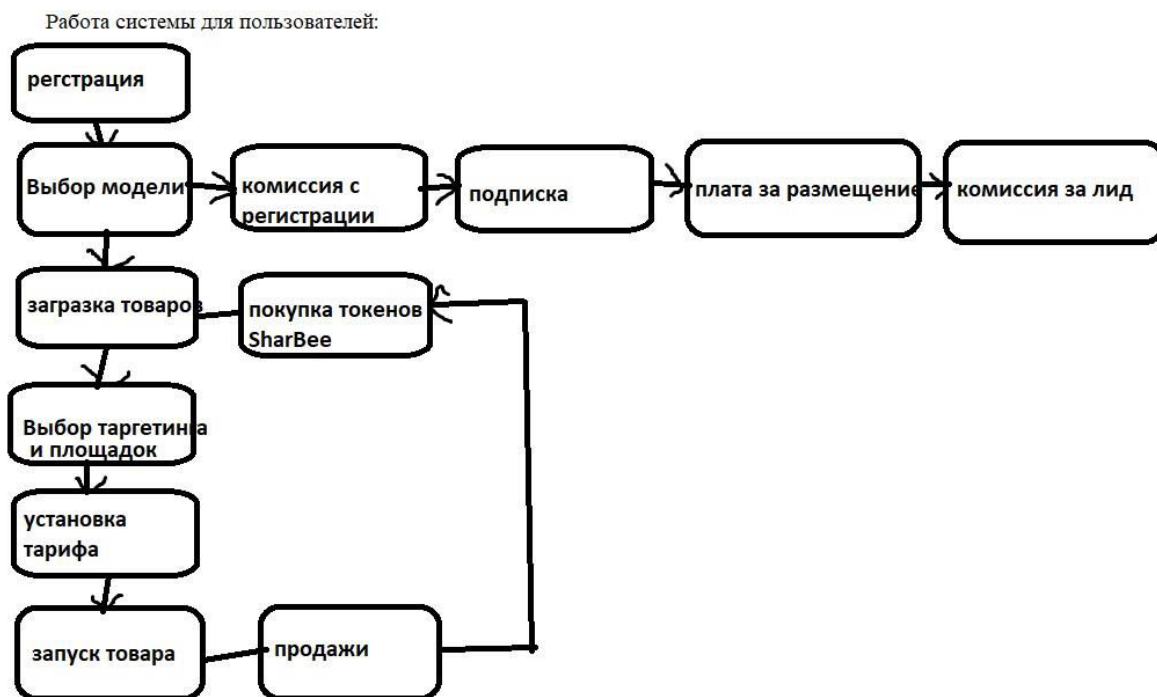 Работа системы для пользователей:
регстрация
Выбор модели
комиссия с
регистрации
подписка
плата за размещение
комиссия за лид
загразка товаров
покупка токенов
SharBee
Выбор таргетинга
и площадок
установка
тарифа
запуск товара
продажи